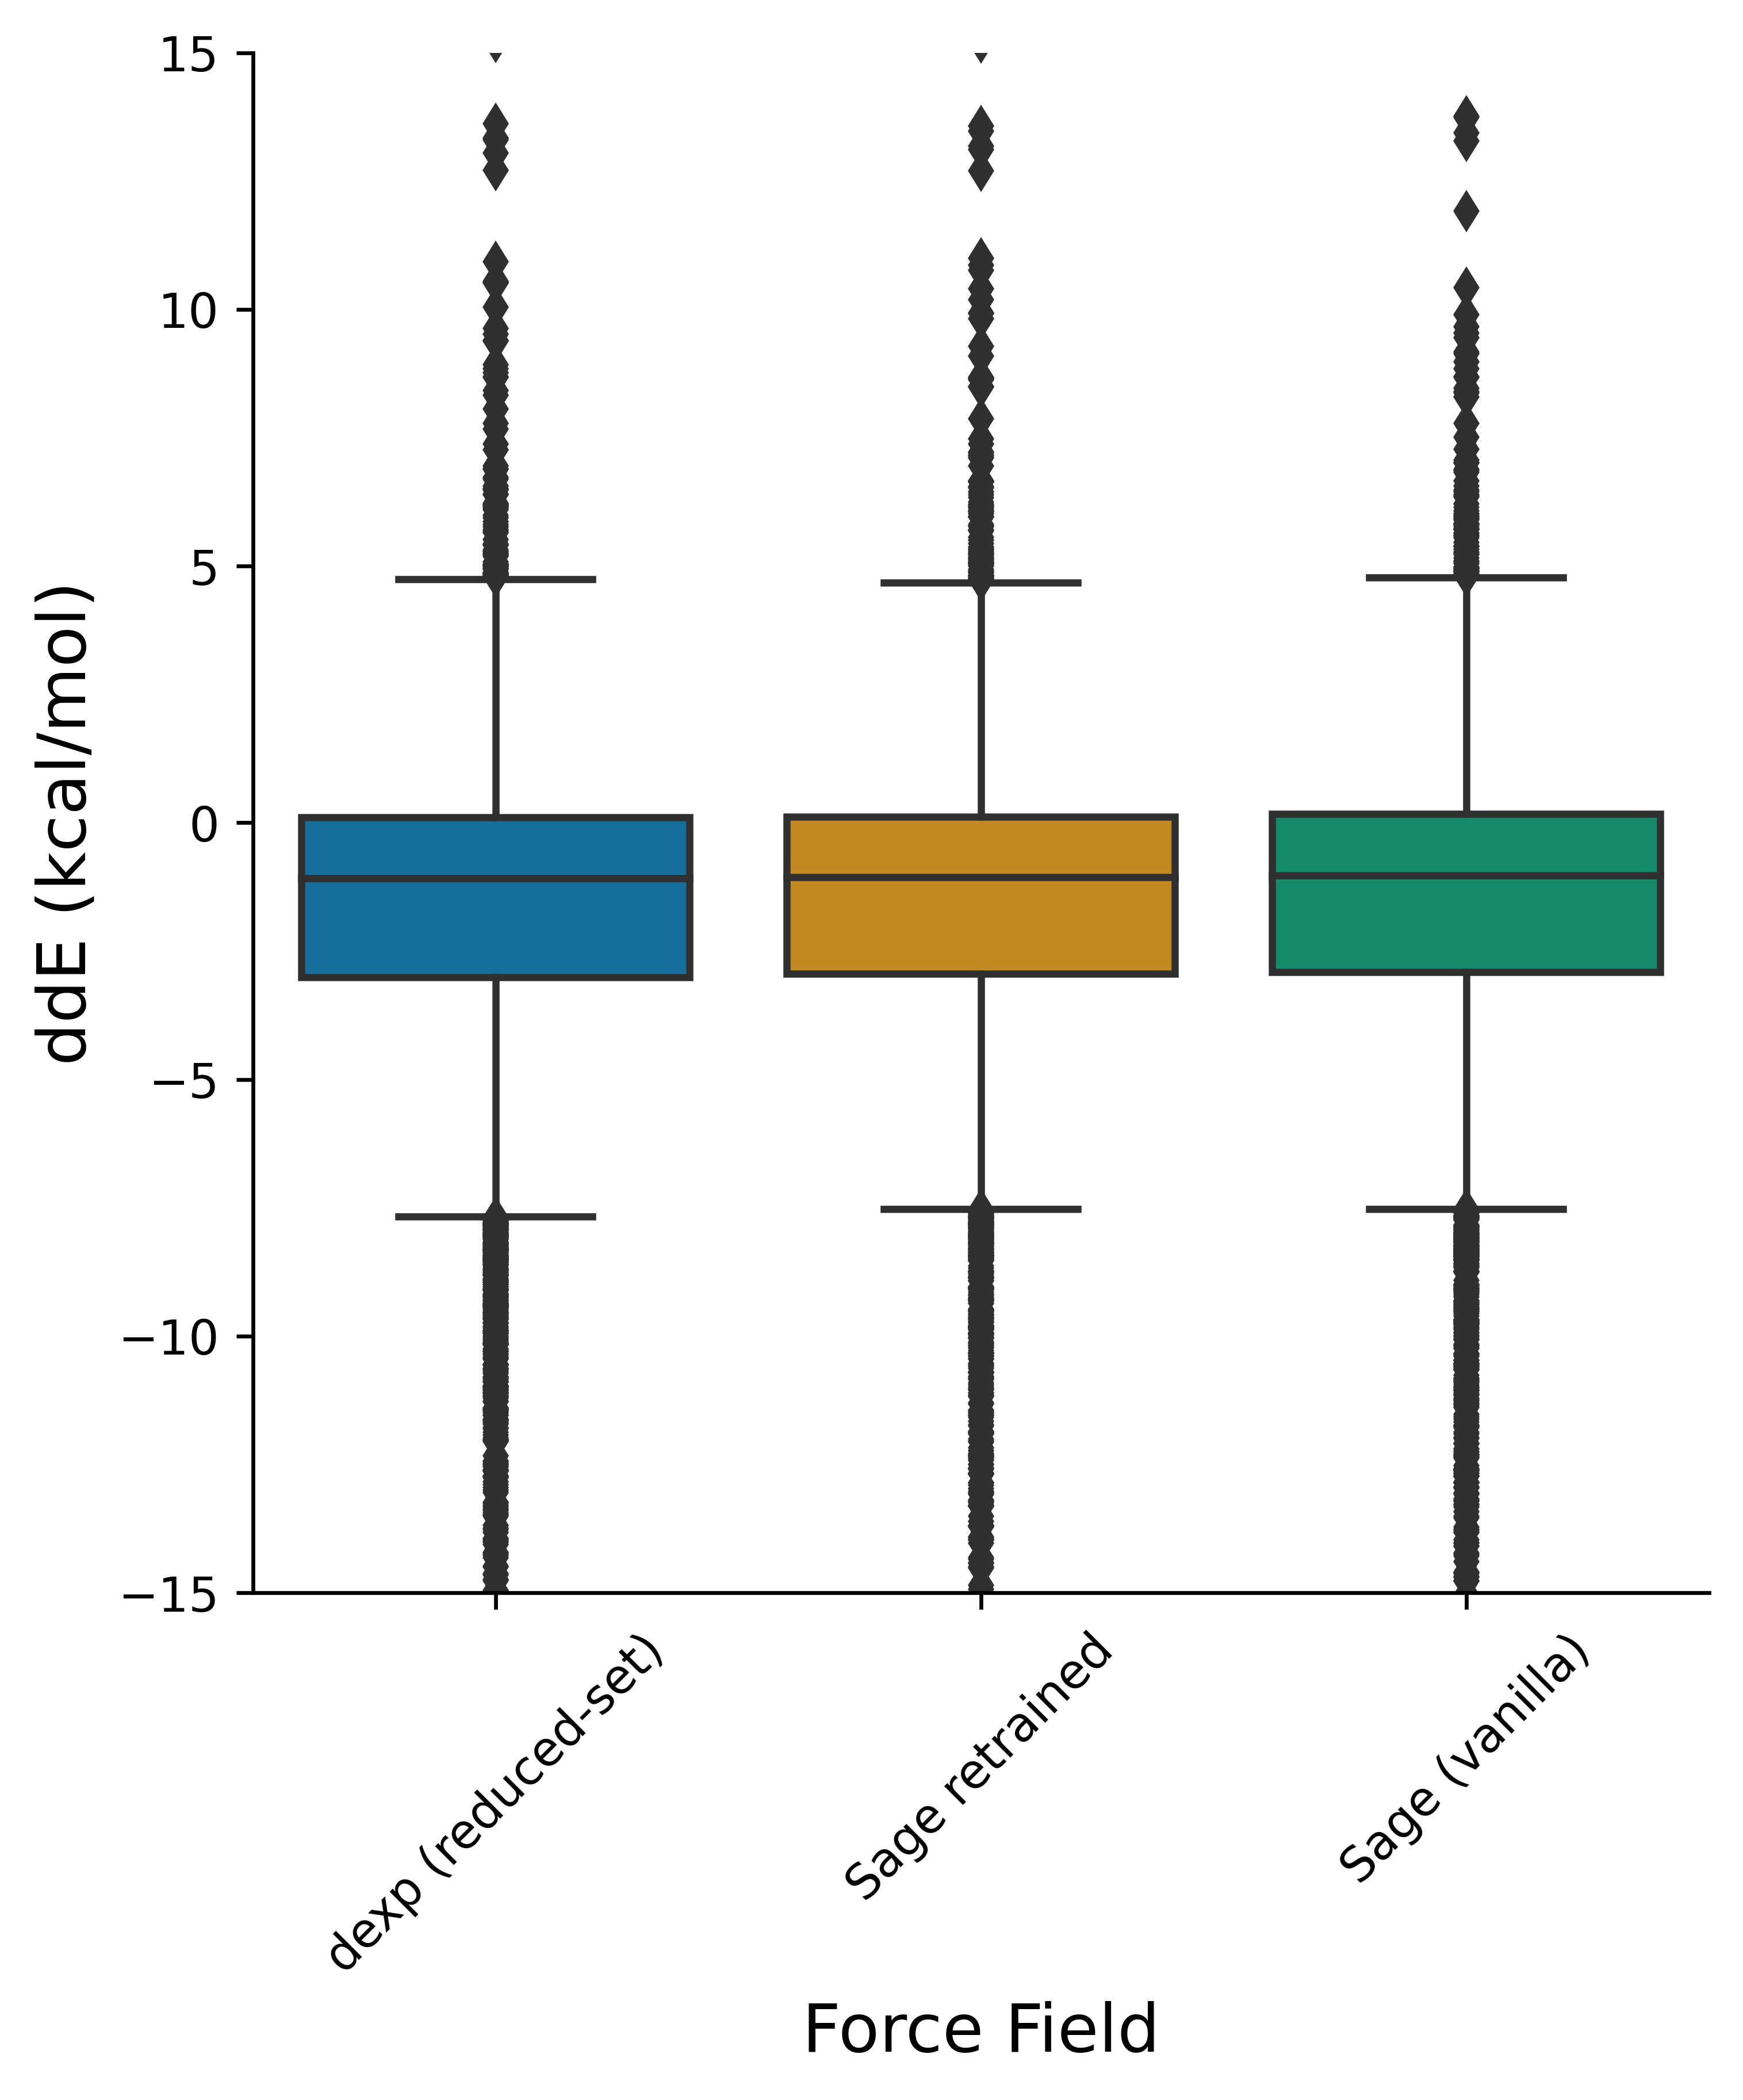 15
10
5
0
−5
−10
−15
ddE (kcal/mol)
dexp (reduced-set)
Sage retrained
Sage (vanilla)
Force Field